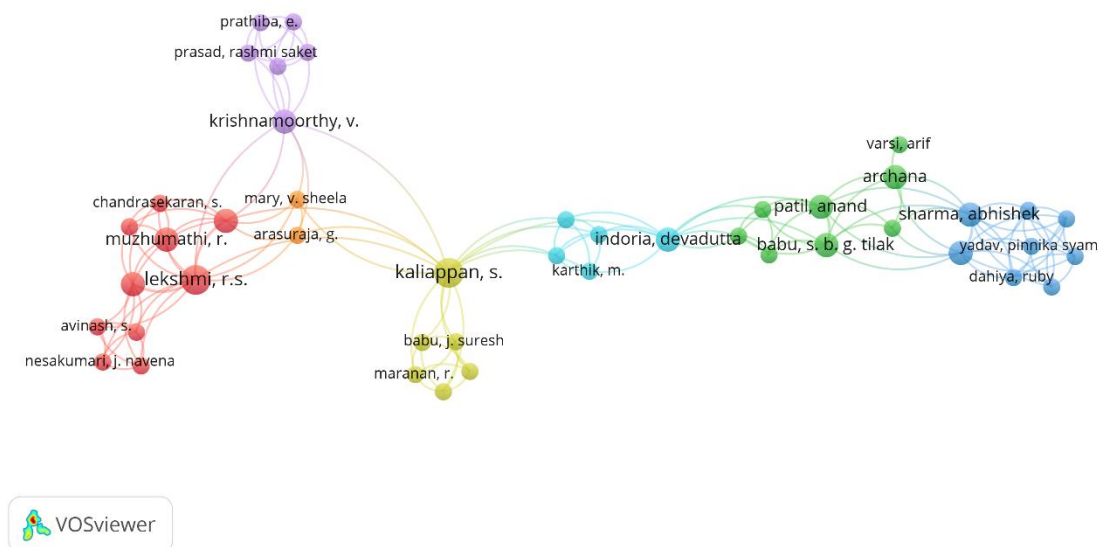 prathiba, e.
prasad, rashmi saket
krishnamoorthy, v.
varsi, arif
archana
mary, v. sheela
chandrasekaran, s.
patil, anand
sharma, abhishek
arasuraja, g.
muzhumathi, r.
indoria, devadutta
babu, s. b. g. tilak
yadav, pinnika syam
karthik, m.
kaliappan, s.
dahiya, ruby
lekshmi, r.s.
avinash, s.
babu, j. suresh
nesakumari, j. navena
maranan, r.
VOSviewer